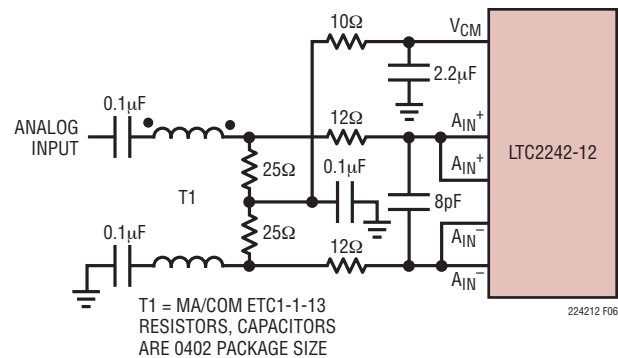 10Ω
VCM
2.2µF
0.1µF
ANALOG
INPUT
12Ω
AIN+
LTC2242-12
AIN+
0.1µF
25Ω
T1
8pF
25Ω
0.1µF
AIN–
12Ω
AIN–
T1 = MA/COM ETC1-1-13
RESISTORS, CAPACITORS
ARE 0402 PACKAGE SIZE
224212 F06